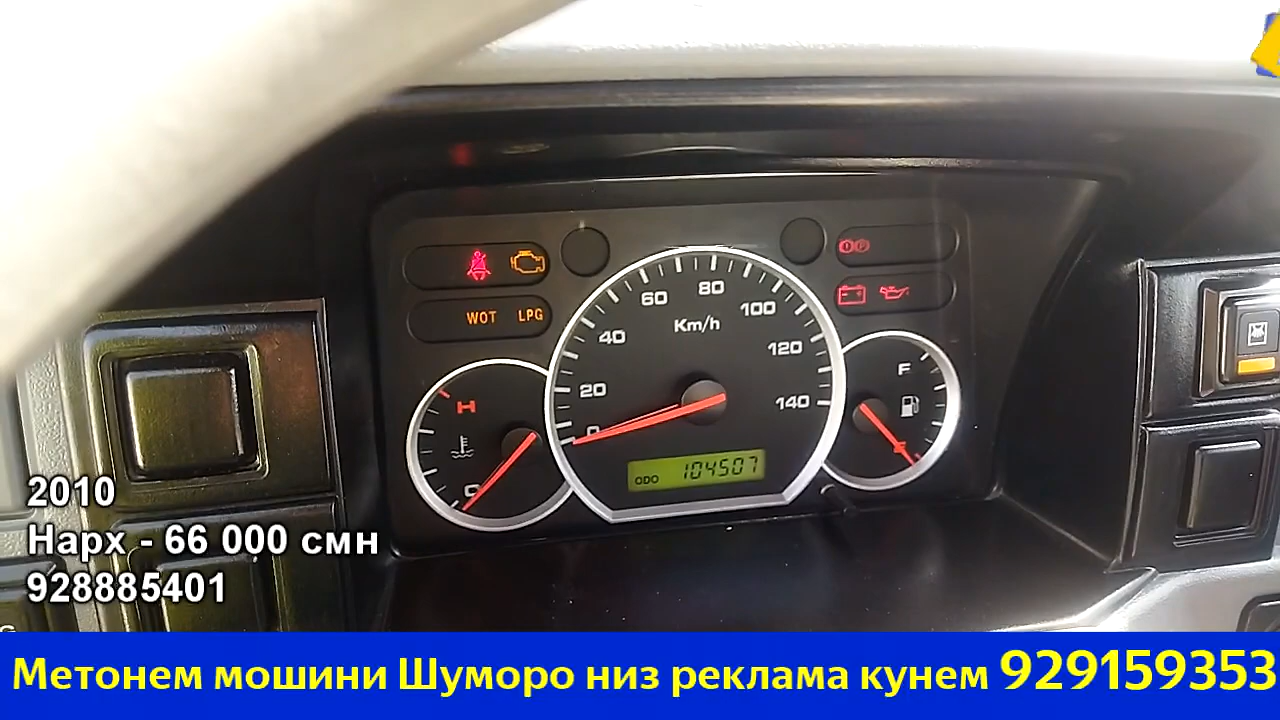 WOT LPG
20
40
60
80
100
120
140
Km/h
0
H
C
F
E
ODO 104507
2010
Нарх - 66 000 смн
928885401
Метонем мошини Шуморо низ реклама кунем 929159353